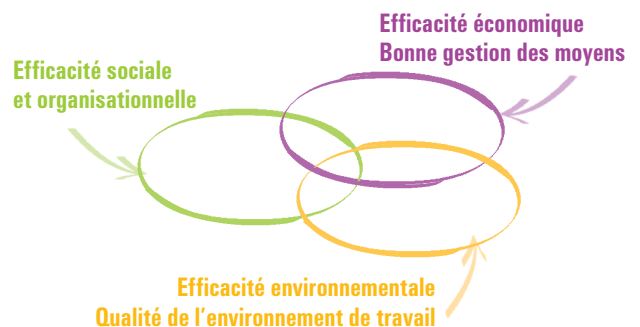 Efficacité économique
Bonne gestion des moyens
Efficacité sociale
et organisationnelle
Efficacité environnementale
Qualité de l’environnement de travail